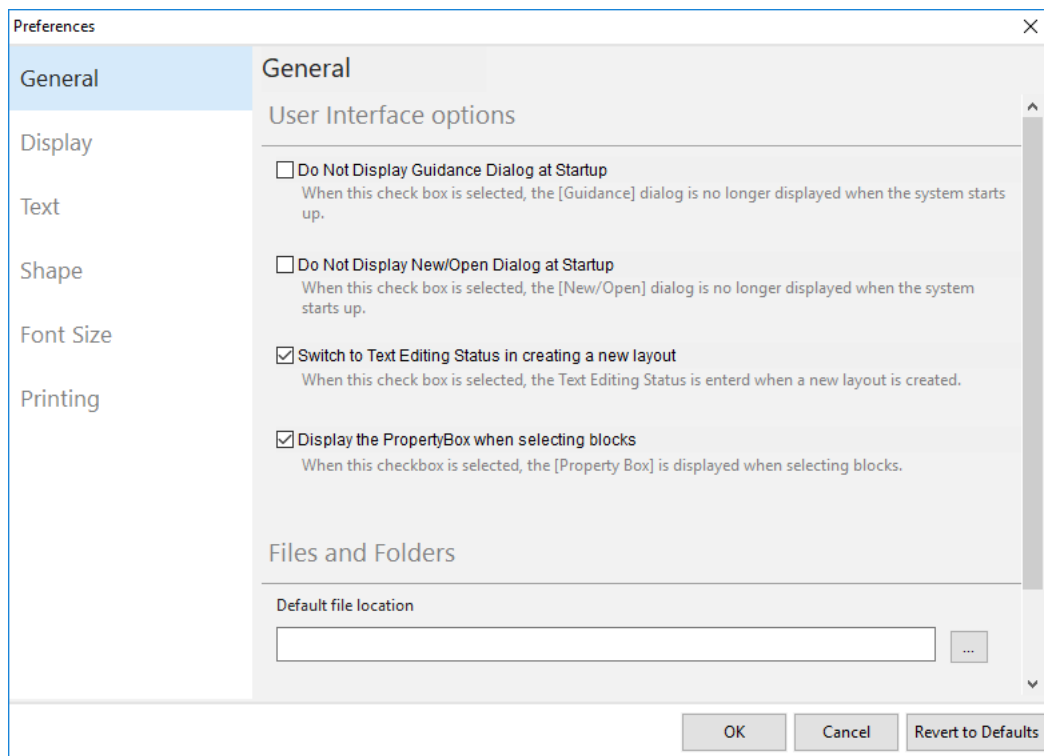 Preferences
General
Display
Text
Shape
Font Size
Printing
General
User Interface options
Do Not Display Guidance Dialog at Startup
When this check box is selected, the [Guidance] dialog is no longer displayed when the system starts
up.
Do Not Display New/Open Dialog at Startup
When this check box is selected, the [New/Open] dialog is no longer displayed when the system
starts up.
Switch to Text Editing Status in creating a new layout
When this check box is selected, the Text Editing Status is enterd when a new layout is created.
Display the PropertyBox when selecting blocks
When this checkbox is selected, the [Property Box] is displayed when selecting blocks.
Files and Folders
Default file location
...
OK
Cancel
Revert to Defaults